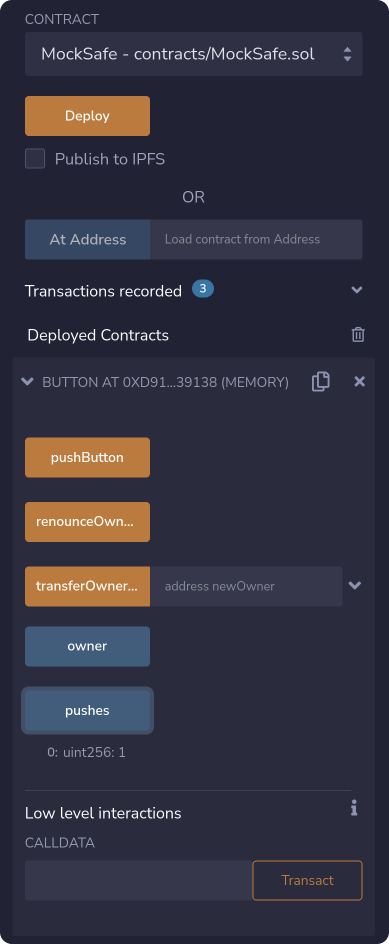 CONTRACT
MockSafe - contracts/MockSafe.sol
Deploy
Publish to IPFS
OR
At Address Load contract from Address
Transactions recorded 3
Deployed Contracts
BUTTON AT 0XD91...39138 (MEMORY)
pushButton
renounceOwn...
transferOwner... address newOwner
owner
pushes
0: uint256: 1
Low level interactions
CALLDATA
Transact